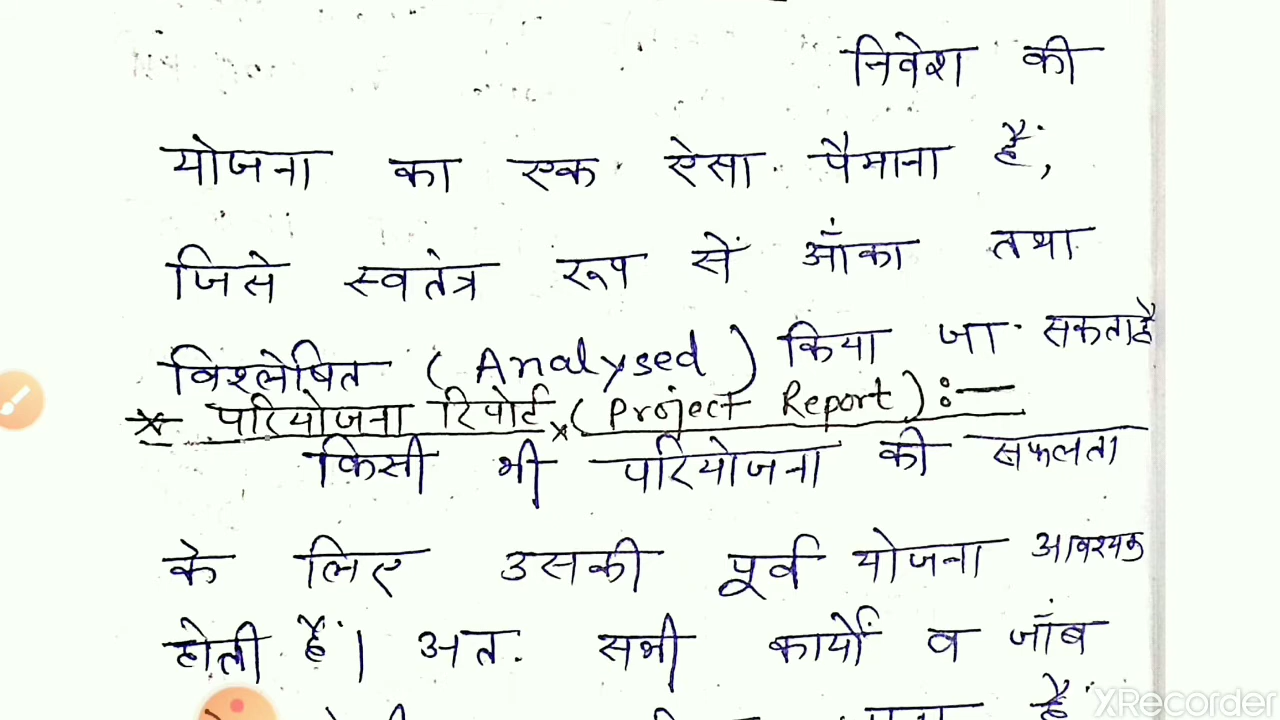 निवेश की
योजना का एक ऐसा पैमाना हैं,
जिसे स्वतंत्र रूप सें आँका तथा
विश्लेषित (Analysed) किया जा सकता है
* परियोजना रिपोर्ट (Project Report) :—
किसी भी परियोजना की सफलता
के लिए उसकी पूर्व योजना आवश्यक
होती हैं। अत: सभी कार्यों व जाँब
XRecorder